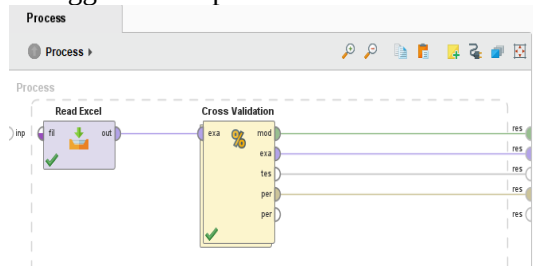 Process
Process
Process
Read Excel
Cross Validation
inp
fil
out
exa
%
mod
exa
tes
per
per
res
res
res
res
res